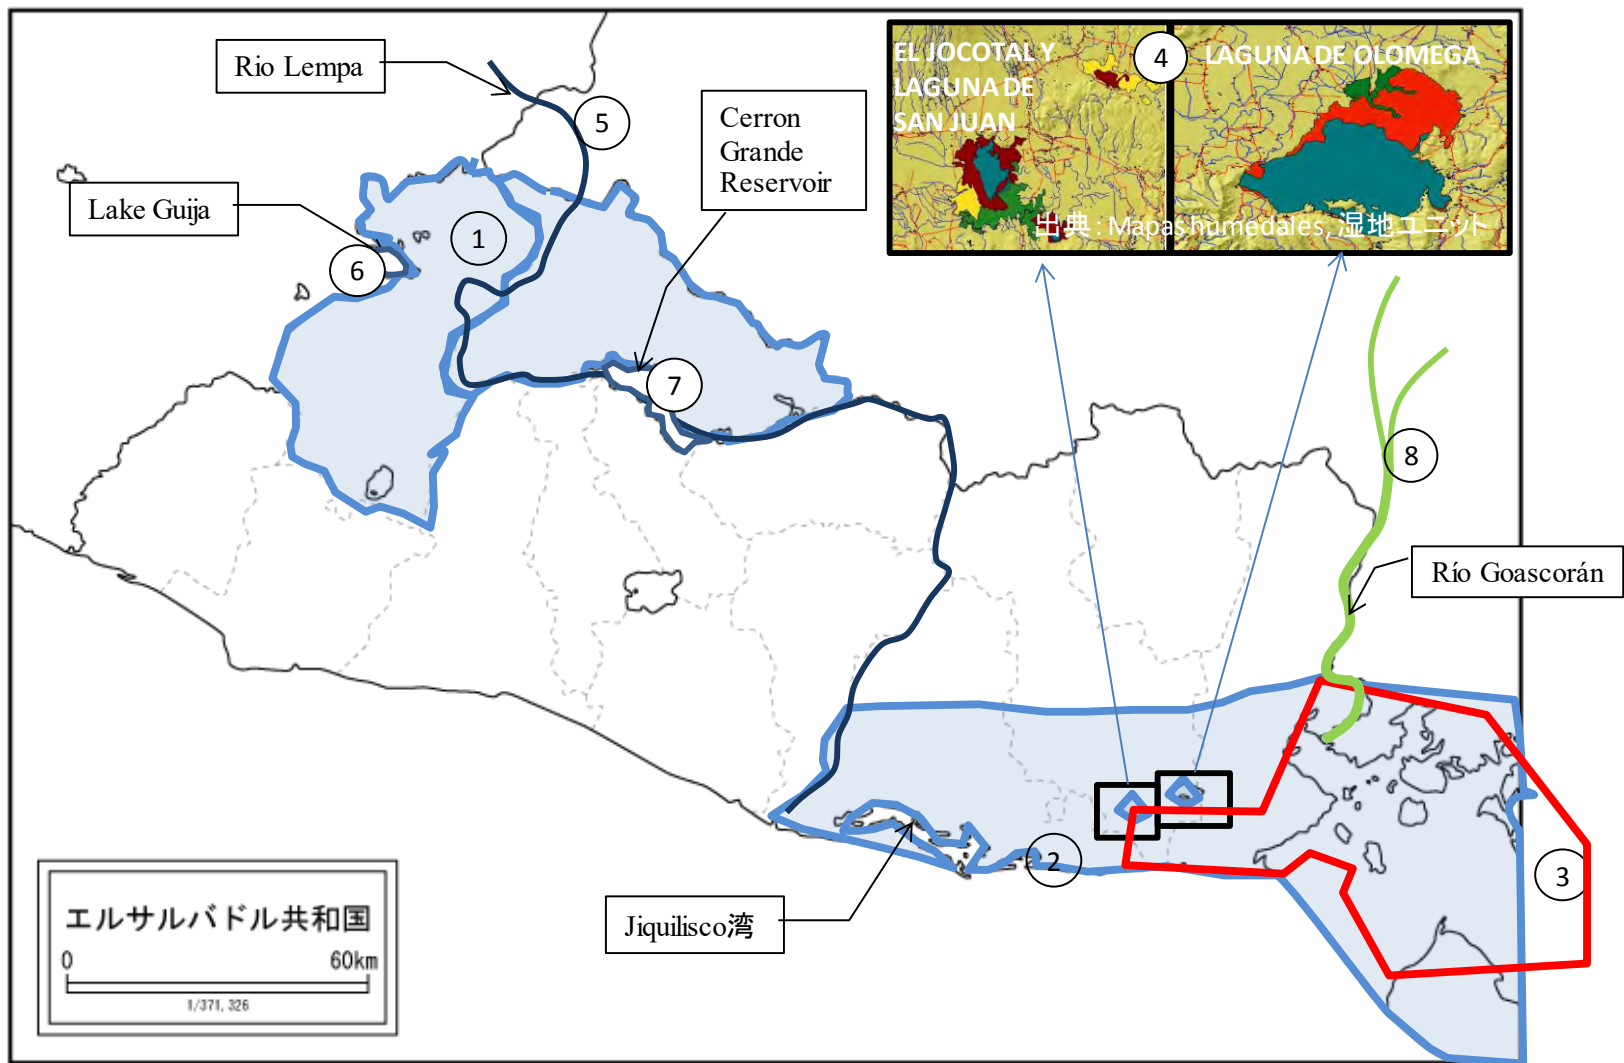 EL JOCOTAL Y
LAGUNA DE
SAN JUAN
4
LAGUNA DE OLOMEGA
出典：Mapas humedales, 湿地ユニット
Rio Lempa
5
Cerron
Grande
Reservoir
Lake Guija
1
6
7
8
Río Goascorán
2
3
Jiquilisco湾
エルサルバドル共和国
0
60km
1/371,326